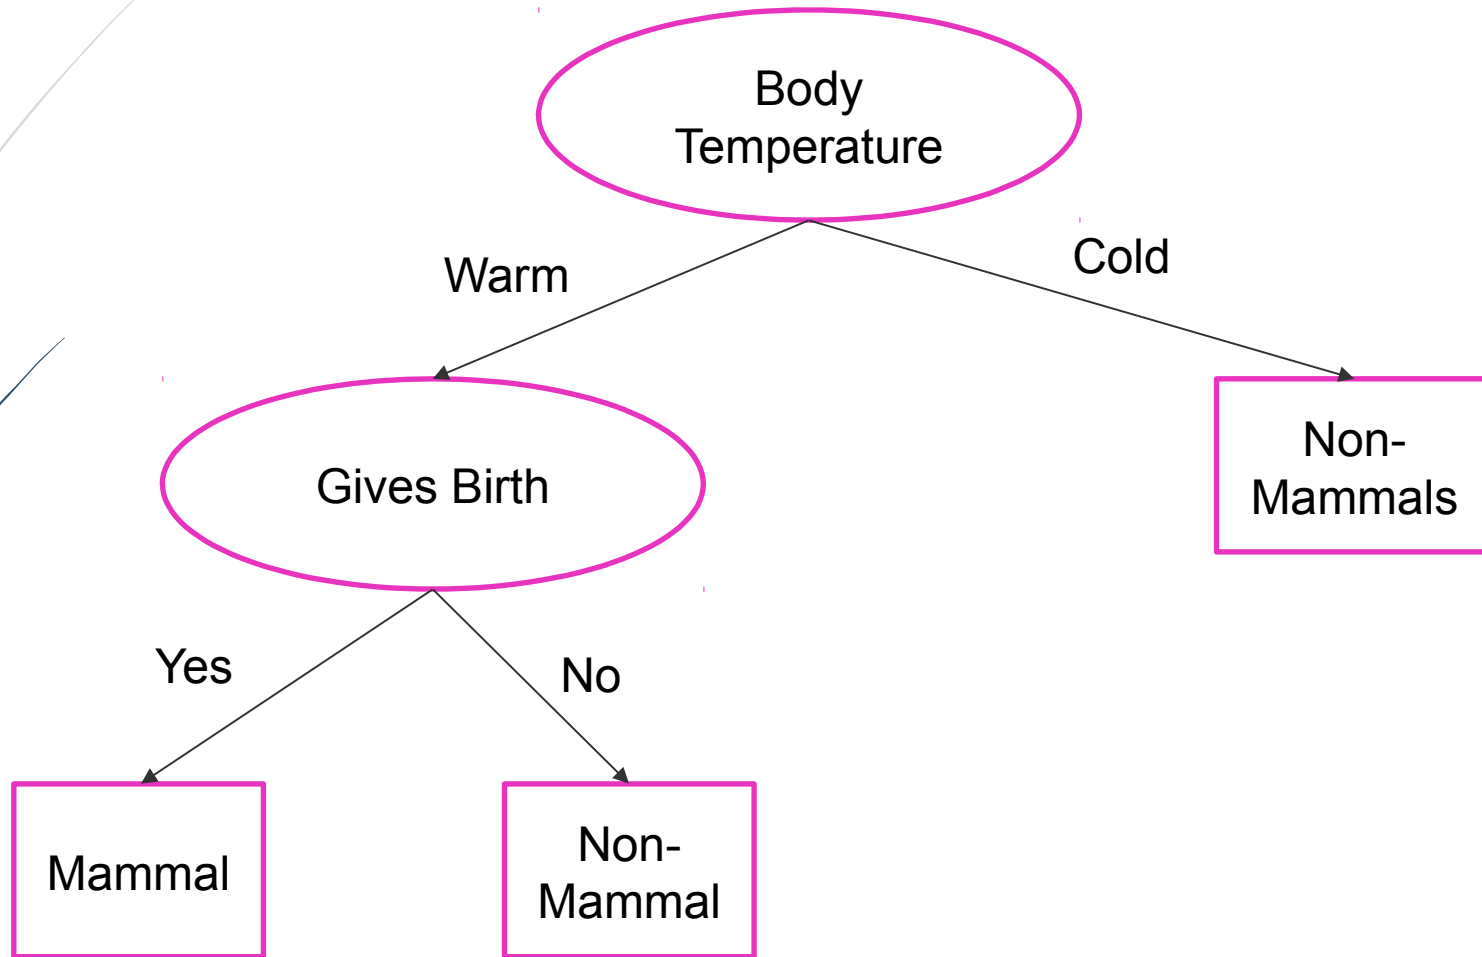 Body
Temperature
Warm
Cold
Gives Birth
Non-
Mammals
Yes
No
Mammal
Non-
Mammal